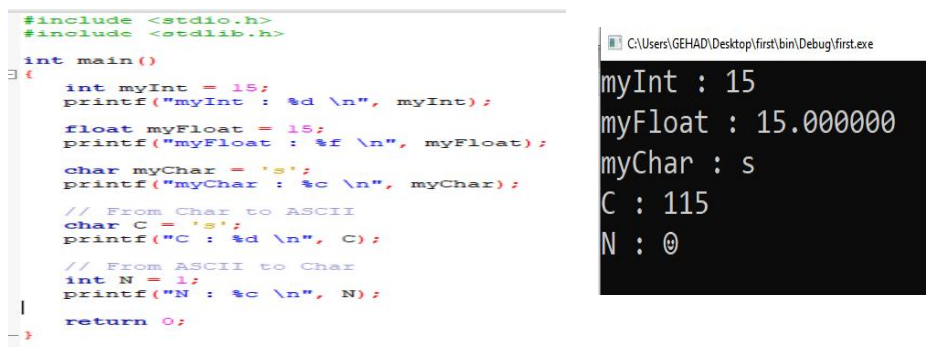 #include <stdio.h>
#include <stdlib.h>
int main()
{
int myInt = 15;
printf("myInt : %d \n", myInt);
float myFloat = 15;
printf("myFloat : %f \n", myFloat);
char myChar = 's';
printf("myChar : %c \n", myChar);
// From Char to ASCII
char C = 's';
printf("C : %d \n", C);
// From ASCII to Char
int N = 1;
printf("N : %c \n", N);
return 0;
}
C:\Users\GEHAD\Desktop\first\bin\Debug\first.exe
myInt : 15
myFloat : 15.000000
myChar : s
C : 115
N : ☺